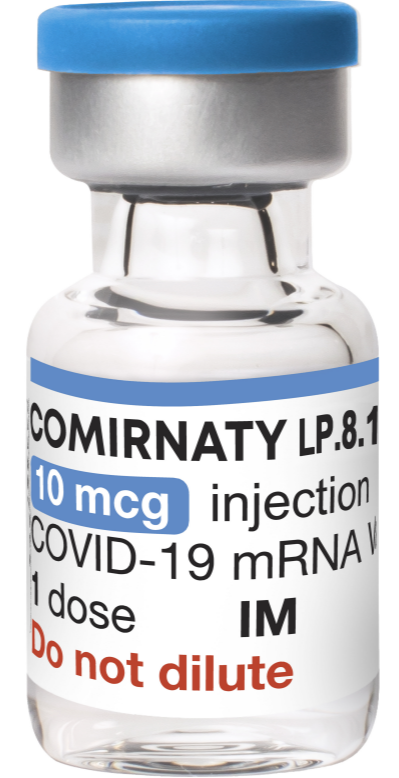 COMIRNATY LP.8.1
10 mcg injection
COVID-19 mRNA
1 dose IM
Do not dilute